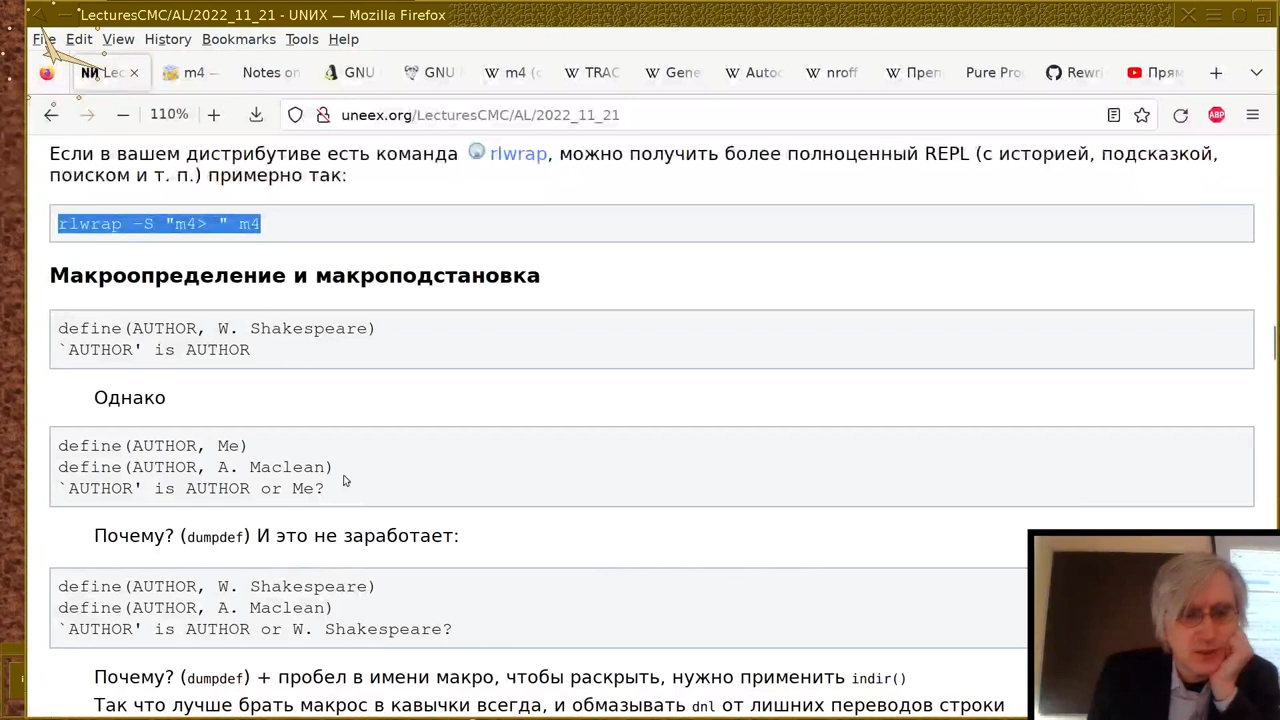 LecturesCMC/AL/2022_11_21 - UNИX — Mozilla Firefox
File Edit View History Bookmarks Tools Help
NИ Lec m4 — Notes on GNU GNU m4 (c TRAC Gene Autoc nroff Преп Pure Pro Rewri Прям
110% uneex.org/LecturesCMC/AL/2022_11_21 ABP
Если в вашем дистрибутиве есть команда rlwrap, можно получить более полноценный REPL (с историей, подсказкой,
поиском и т. п.) примерно так:
rlwrap -S "m4> " m4
Макроопределение и макроподстановка
define(AUTHOR, W. Shakespeare)
`AUTHOR' is AUTHOR
Однако
define(AUTHOR, Me)
define(AUTHOR, A. Maclean)
`AUTHOR' is AUTHOR or Me?
Почему? (dumpdef) И это не заработает:
define(AUTHOR, W. Shakespeare)
define(AUTHOR, A. Maclean)
`AUTHOR' is AUTHOR or W. Shakespeare?
Почему? (dumpdef) + пробел в имени макро, чтобы раскрыть, нужно применить indir()
Так что лучше брать макрос в кавычки всегда, и обмазывать dnl от лишних переводов строки